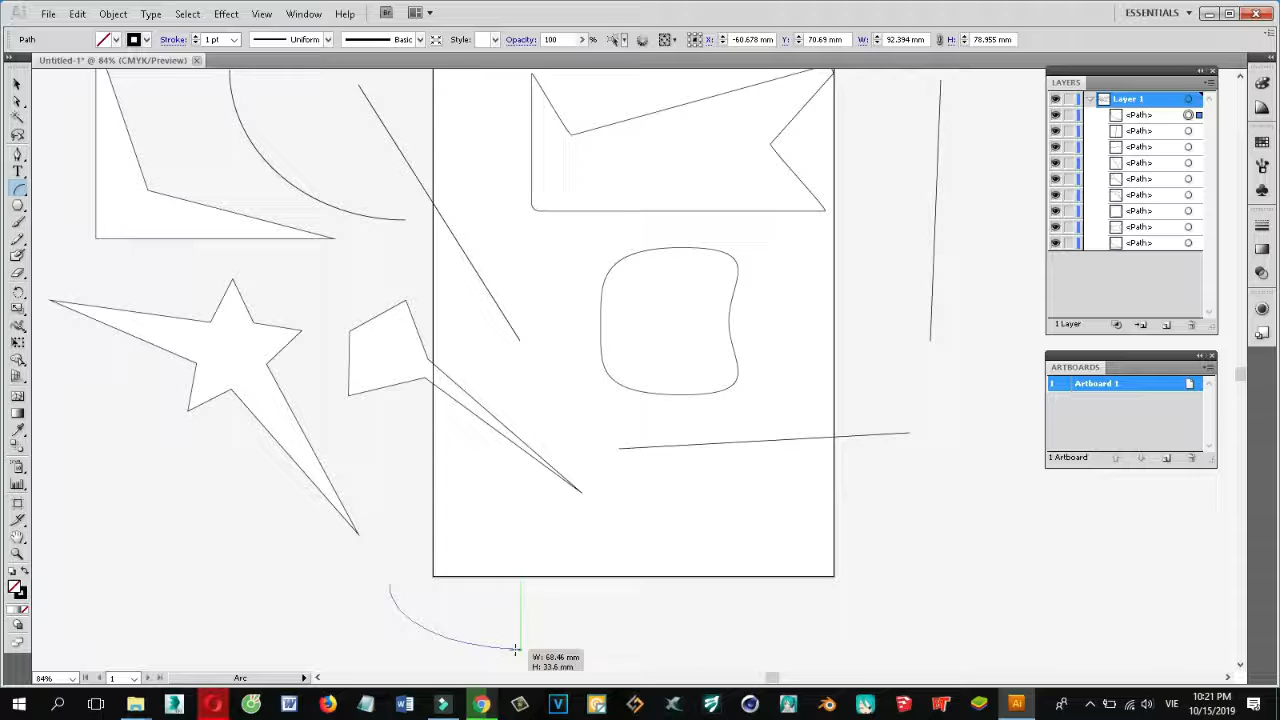 File Edit Object Type Select Effect View Window Help Br ESSENTIALS
Path Stroke: 1 pt Uniform Basic Style: Opacity: 100 % X: -60.678 mm Y: 70.69 mm W: 92.394 mm H: 78.955 mm
Untitled-1* @ 84% (CMYK/Preview)
LAYERS
Layer 1
<Path>
<Path>
<Path>
<Path>
<Path>
<Path>
<Path>
<Path>
<Path>
1 Layer
ARTBOARDS
1 Artboard 1
1 Artboard
W: 68.46 mm
H: 33.6 mm
84% 1 Arc
10:21 PM
VIE
10/15/2019